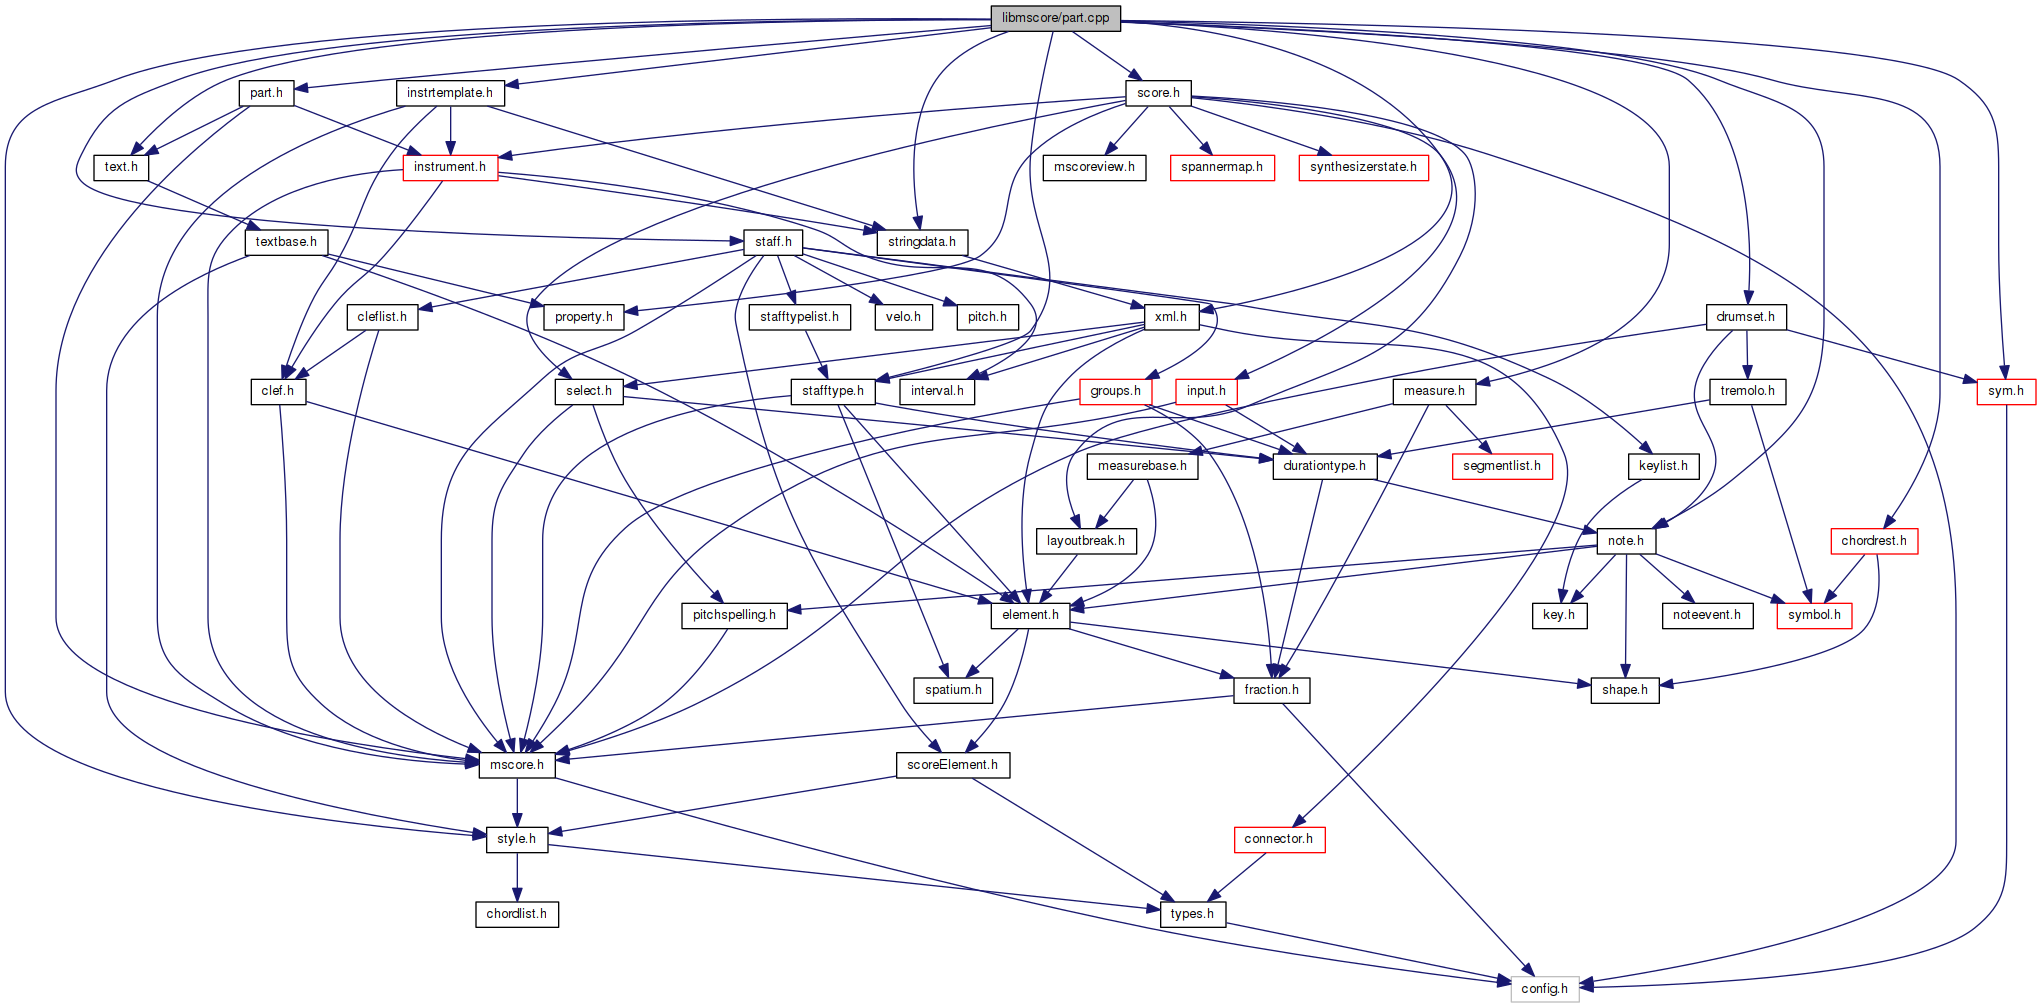 libmscore/part.cpp
part.h
instrtemplate.h
score.h
text.h
instrument.h
mscoreview.h
spannermap.h
synthesizerstate.h
textbase.h
staff.h
stringdata.h
cleflist.h
property.h
stafftypelist.h
velo.h
pitch.h
xml.h
drumset.h
clef.h
select.h
stafftype.h
interval.h
groups.h
input.h
measure.h
tremolo.h
sym.h
measurebase.h
durationtype.h
segmentlist.h
keylist.h
layoutbreak.h
note.h
chordrest.h
pitchspelling.h
element.h
key.h
noteevent.h
symbol.h
spatium.h
fraction.h
shape.h
mscore.h
scoreElement.h
style.h
connector.h
chordlist.h
types.h
config.h